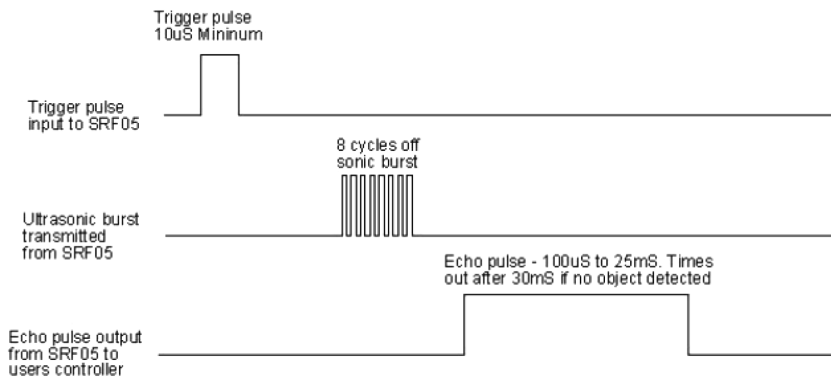 Trigger pulse
10uS Mininum
Trigger pulse
input to SRF05
8 cycles off
sonic burst
Ultrasonic burst
transmitted
from SRF05
Echo pulse - 100uS to 25mS. Times
out after 30mS if no object detected
Echo pulse output
from SRF05 to
users controller